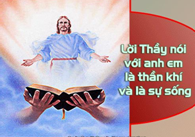 Lời Thầy nói
với anh em
là thần khí
và là sự sống